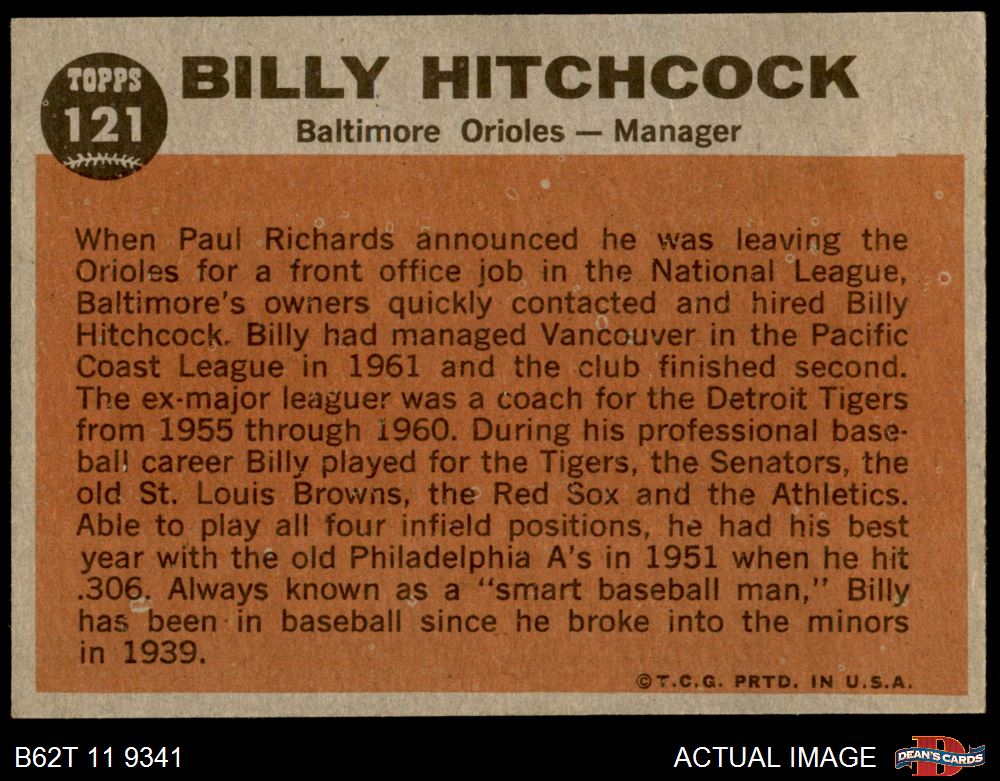 TOPPS
121
BILLY HITCHCOCK
Baltimore Orioles — Manager
When Paul Richards announced he was leaving the
Orioles for a front office job in the National League,
Baltimore's owners quickly contacted and hired Billy
Hitchcock. Billy had managed Vancouver in the Pacific
Coast League in 1961 and the club finished second.
The ex-major leaguer was a coach for the Detroit Tigers
from 1955 through 1960. During his professional base-
ball career Billy played for the Tigers, the Senators, the
old St. Louis Browns, the Red Sox and the Athletics.
Able to play all four infield positions, he had his best
year with the old Philadelphia A's in 1951 when he hit
.306. Always known as a "smart baseball man," Billy
has been in baseball since he broke into the minors
in 1939.
©T.C.G. PRTD. IN U.S.A.
B62T 11 9341
ACTUAL IMAGE
D
DEAN'S CARDS